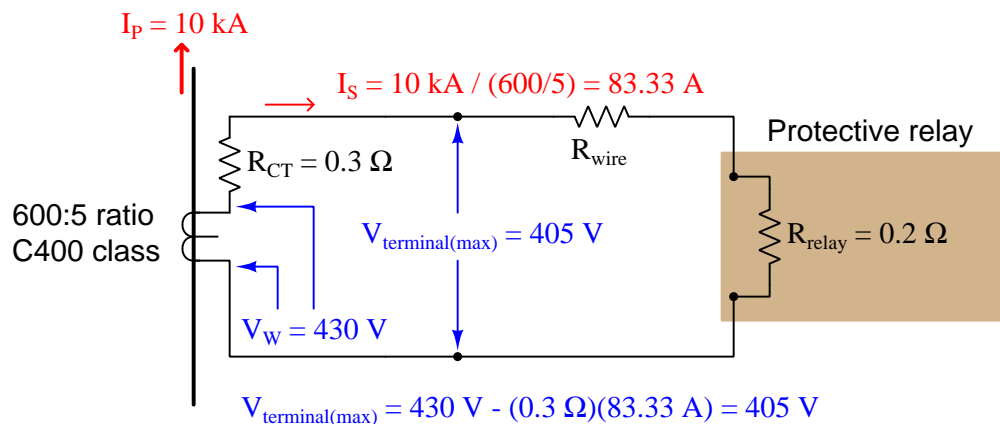 I_P = 10 kA
I_S = 10 kA / (600/5) = 83.33 A
Protective relay
R_wire
R_CT = 0.3 Ω
600:5 ratio
C400 class
V_terminal(max) = 405 V
R_relay = 0.2 Ω
V_W = 430 V
V_terminal(max) = 430 V - (0.3 Ω)(83.33 A) = 405 V